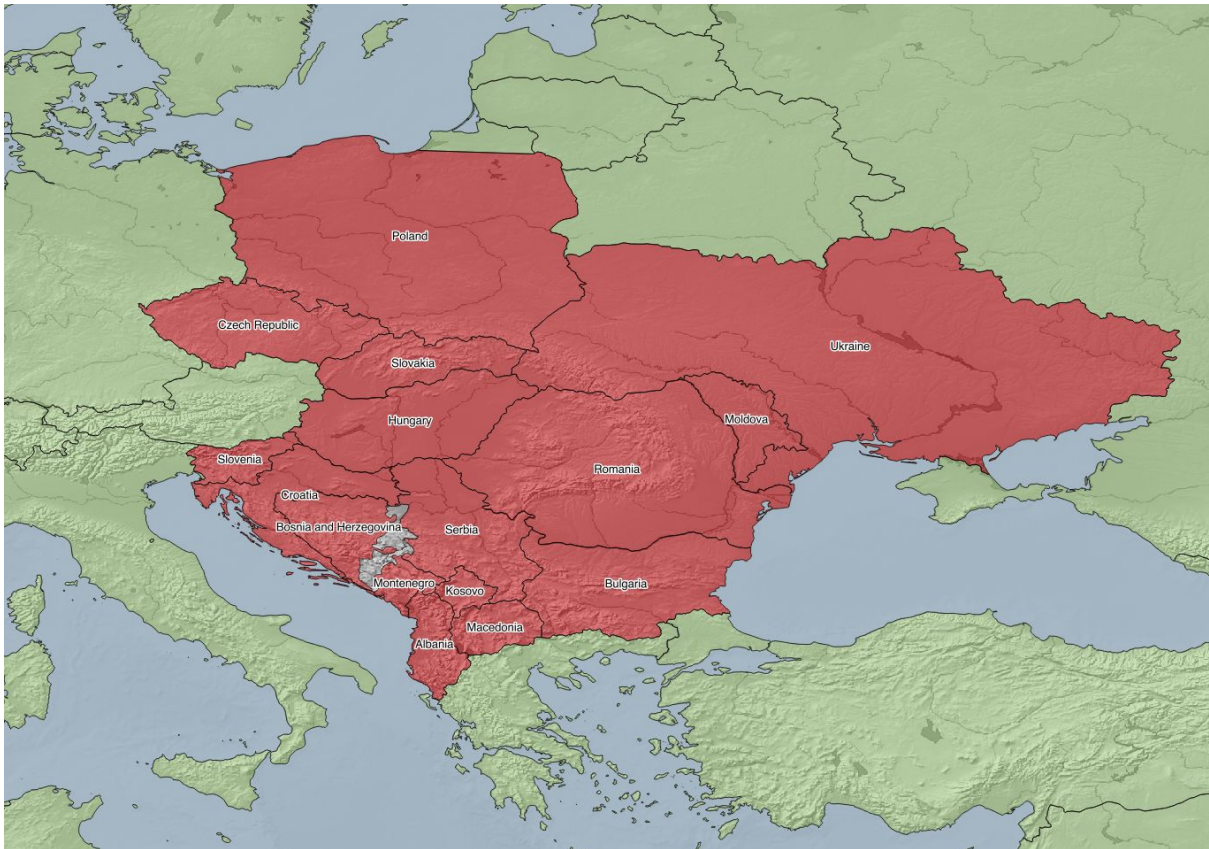 Poland
Czech Republic
Ukraine
Slovakia
Hungary
Moldova
Slovenia
Romania
Croatia
Bosnia and Herzegovina
Serbia
Montenegro
Kosovo
Bulgaria
Macedonia
Albania